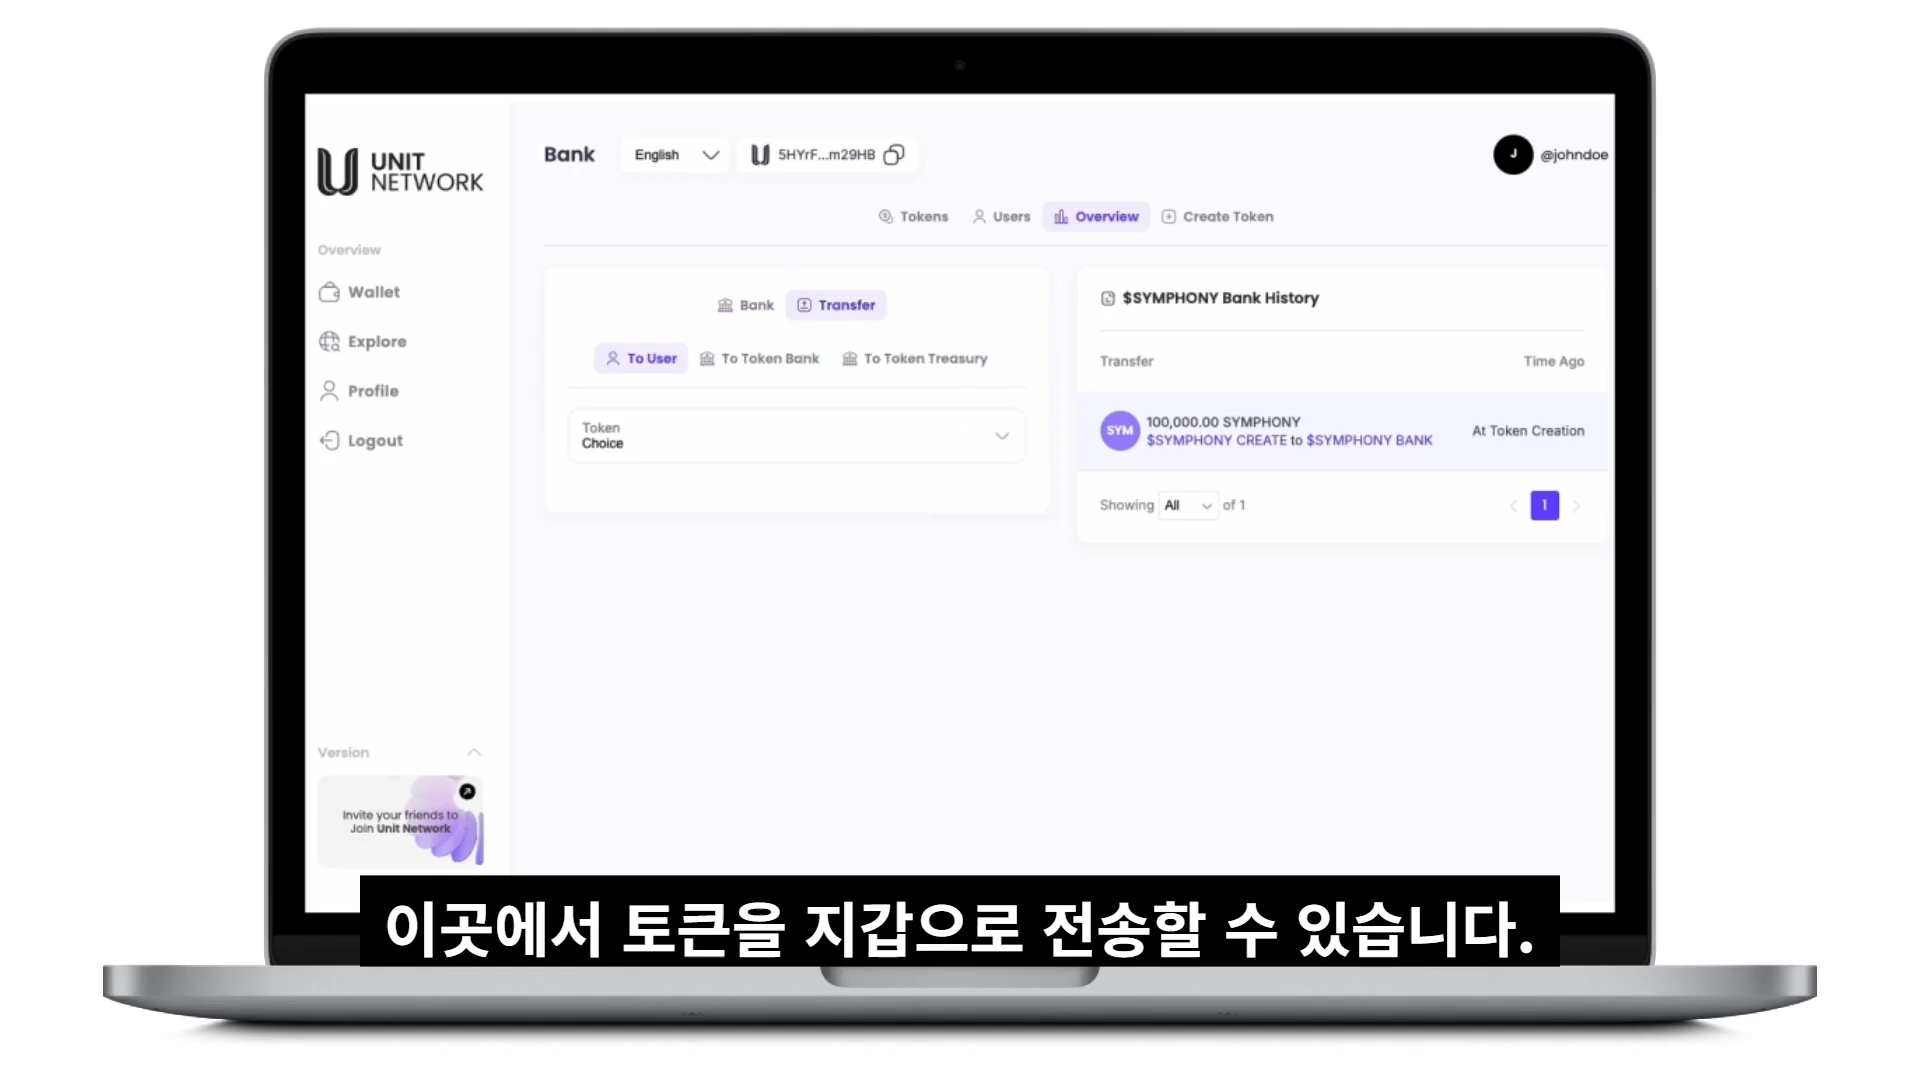 UNIT
NETWORK
Overview
Wallet
Explore
Profile
Logout
Version
Invite your friends to
Join Unit Network
Bank
English
5HYrF...m29HB
J
@johndoe
Tokens
Users
Overview
Create Token
Bank
Transfer
To User
To Token Bank
To Token Treasury
Token
Choice
$SYMPHONY Bank History
Transfer
Time Ago
SYM
100,000.00 SYMPHONY
$SYMPHONY CREATE to $SYMPHONY BANK
At Token Creation
Showing All of 1
1
이곳에서 토큰을 지갑으로 전송할 수 있습니다.